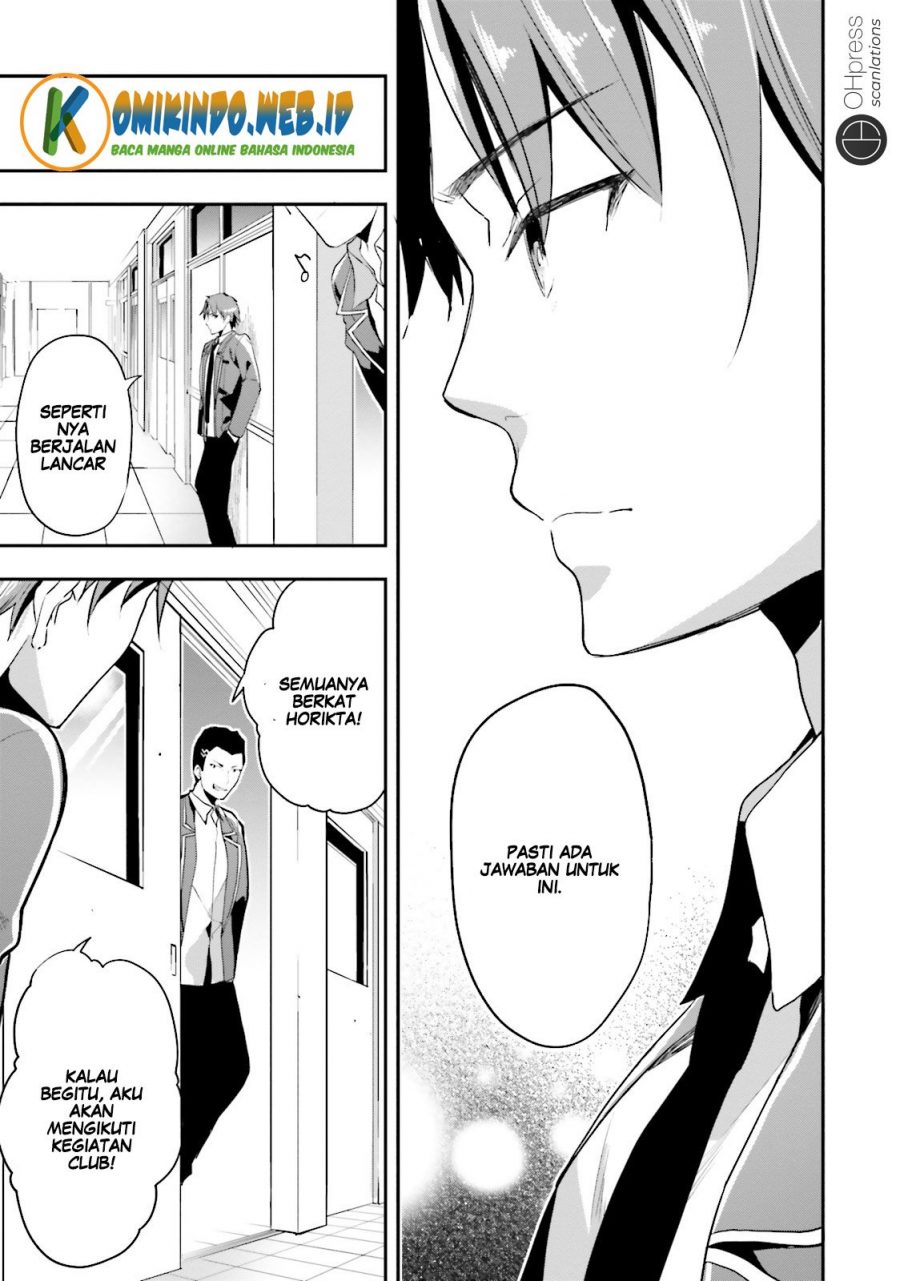 OHpress
scanlations
KOMIKINDO.WEB.ID
BACA MANGA ONLINE BAHASA INDONESIA
PASTI ADA
JAWABAN UNTUK
INI.
SEPERTI
NYA
BERJALAN
LANCAR
SEMUANYA
BERKAT
HORIKTA!
KALAU
BEGITU, AKU
AKAN
MENGIKUTI
KEGIATAN
CLUB!